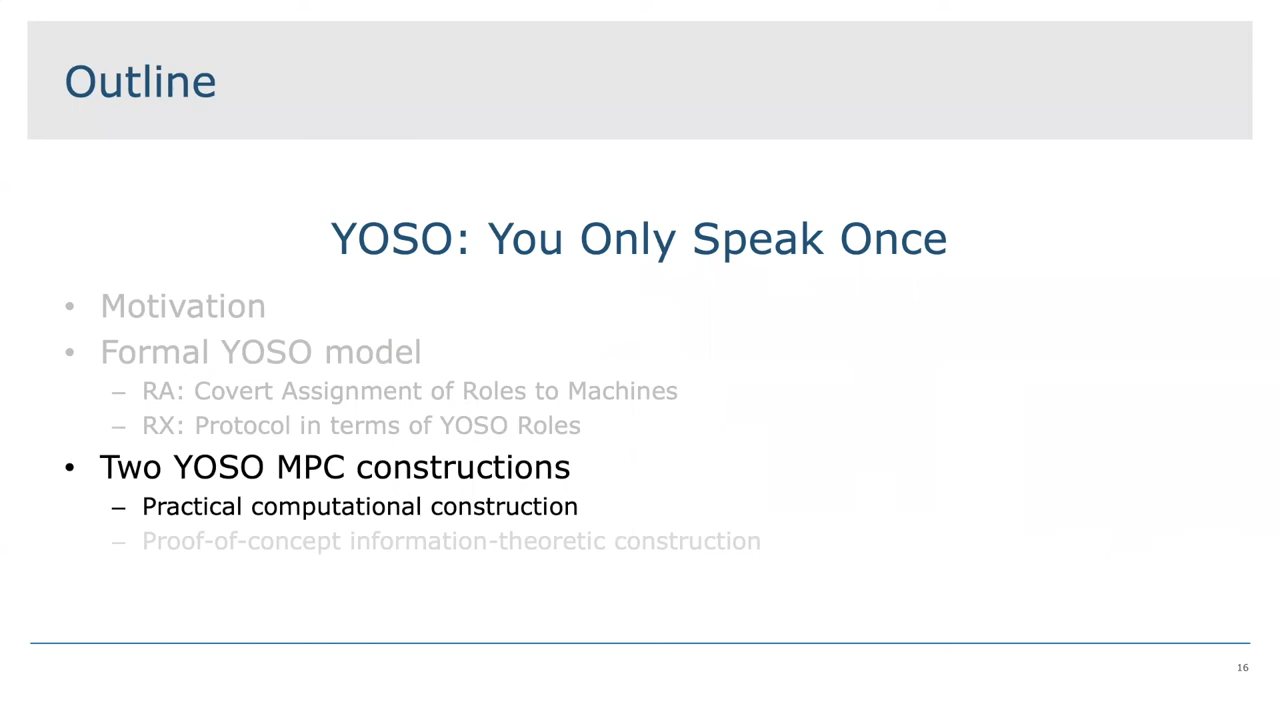 Outline
YOSO: You Only Speak Once
• Motivation
• Formal YOSO model
– RA: Covert Assignment of Roles to Machines
– RX: Protocol in terms of YOSO Roles
• Two YOSO MPC constructions
– Practical computational construction
– Proof-of-concept information-theoretic construction
16